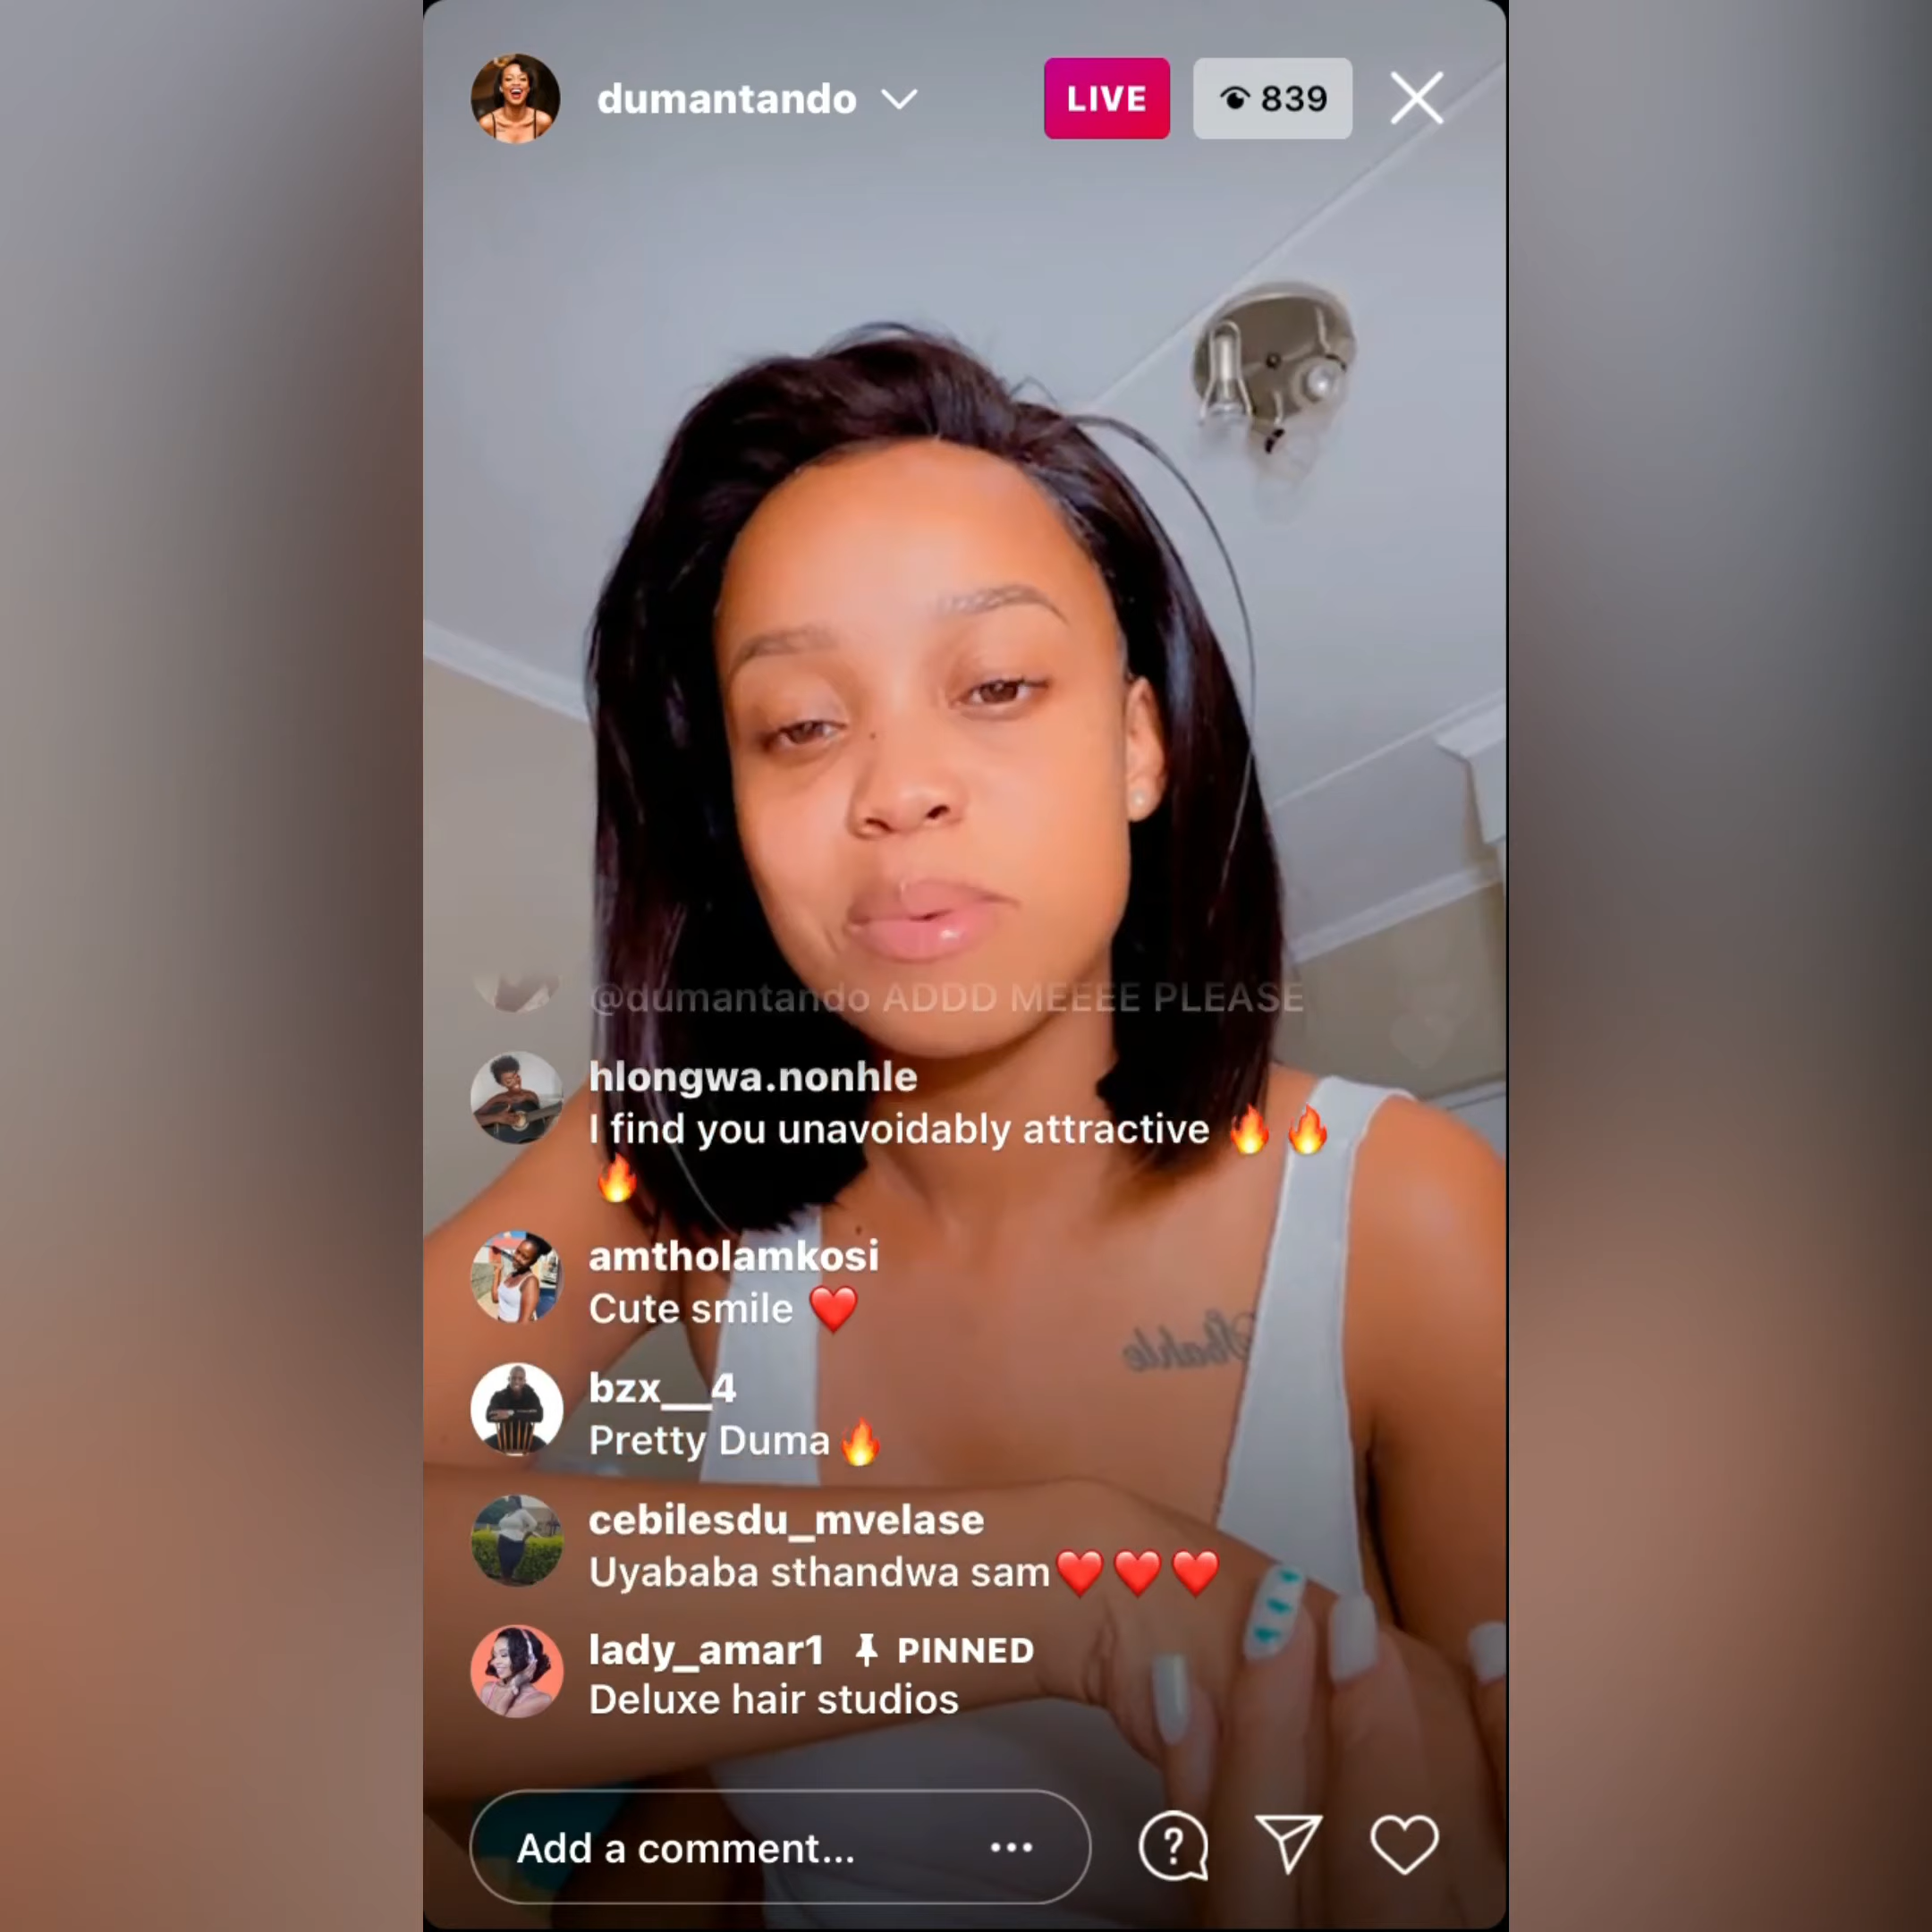 dumantando
LIVE
839
@dumantando ADDD MEEEE PLEASE
hlongwa.nonhle
I find you unavoidably attractive 🔥🔥
🔥
amtholamkosi
Cute smile ❤️
bzx__4
Pretty Duma🔥
cebilesdu_mvelase
Uyababa sthandwa sam❤️❤️❤️
lady_amar1 PINNED
Deluxe hair studios
Add a comment...